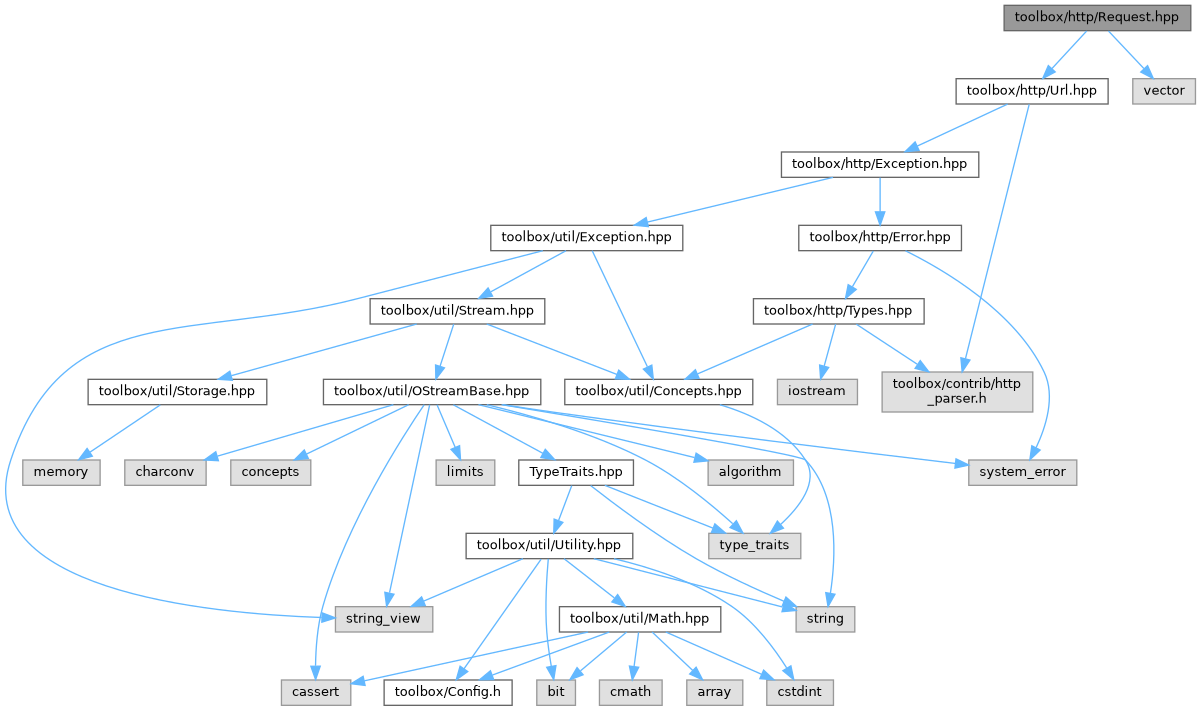 toolbox/http/Request.hpp
toolbox/http/Url.hpp
vector
toolbox/http/Exception.hpp
toolbox/util/Exception.hpp
toolbox/http/Error.hpp
toolbox/util/Stream.hpp
toolbox/http/Types.hpp
toolbox/util/Storage.hpp
toolbox/util/OStreamBase.hpp
toolbox/util/Concepts.hpp
iostream
toolbox/contrib/http
_parser.h
memory
charconv
concepts
limits
TypeTraits.hpp
algorithm
system_error
toolbox/util/Utility.hpp
type_traits
string_view
toolbox/util/Math.hpp
string
cassert
toolbox/Config.h
bit
cmath
array
cstdint